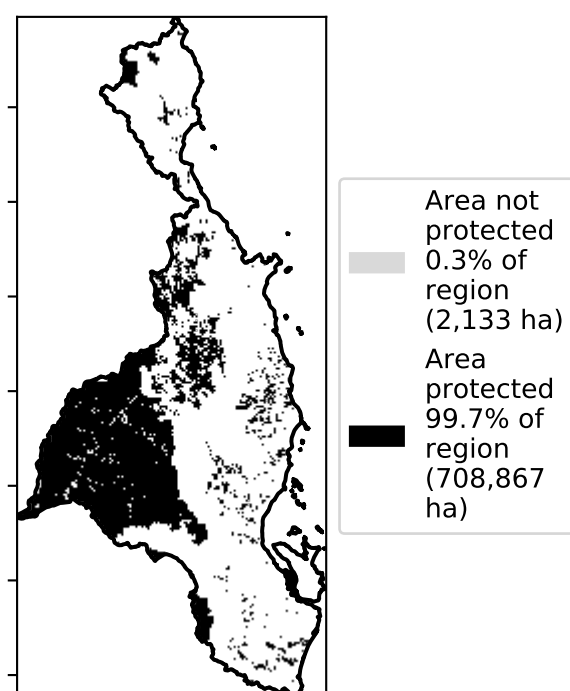 Area not
protected
0.3% of
region
(2,133 ha)
Area
protected
99.7% of
region
(708,867
ha)